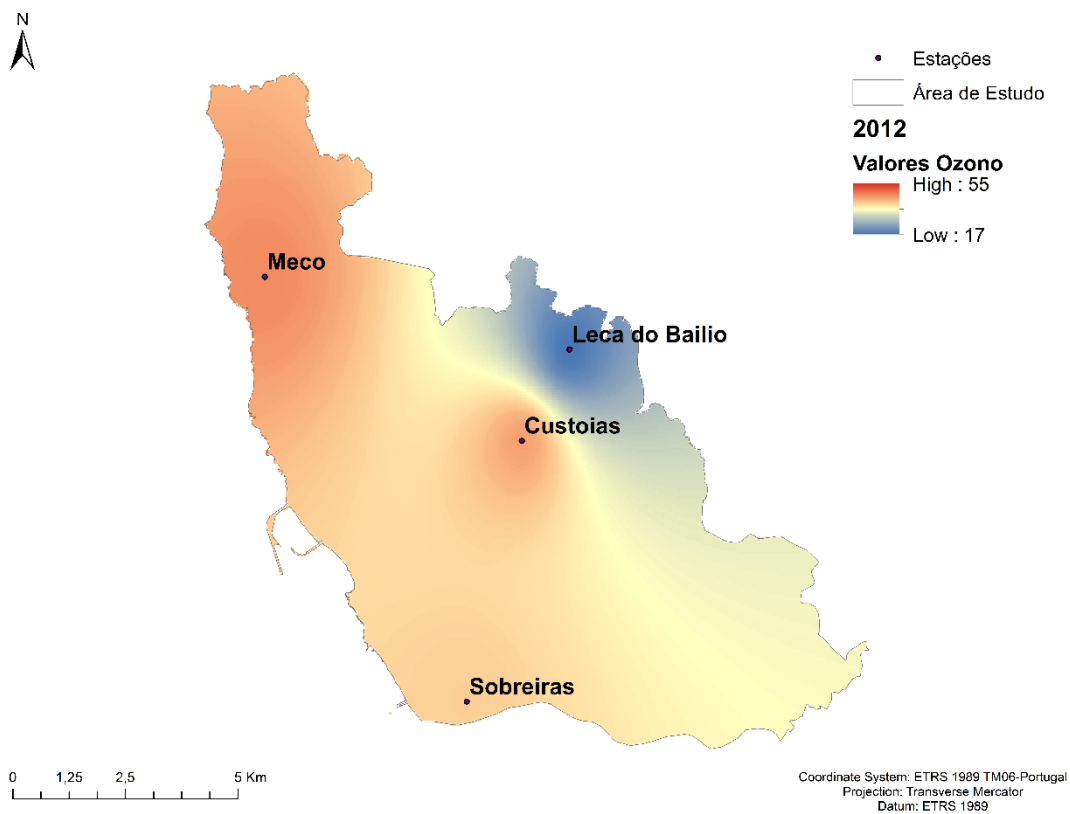 N
Estações
Área de Estudo
2012
Valores Ozono
High : 55
Low : 17
Meco
Leca do Bailio
Custoias
Sobreiras
0 1,25 2,5 5 Km
Coordinate System: ETRS 1989 TM06-Portugal
Projection: Transverse Mercator
Datum: ETRS 1989